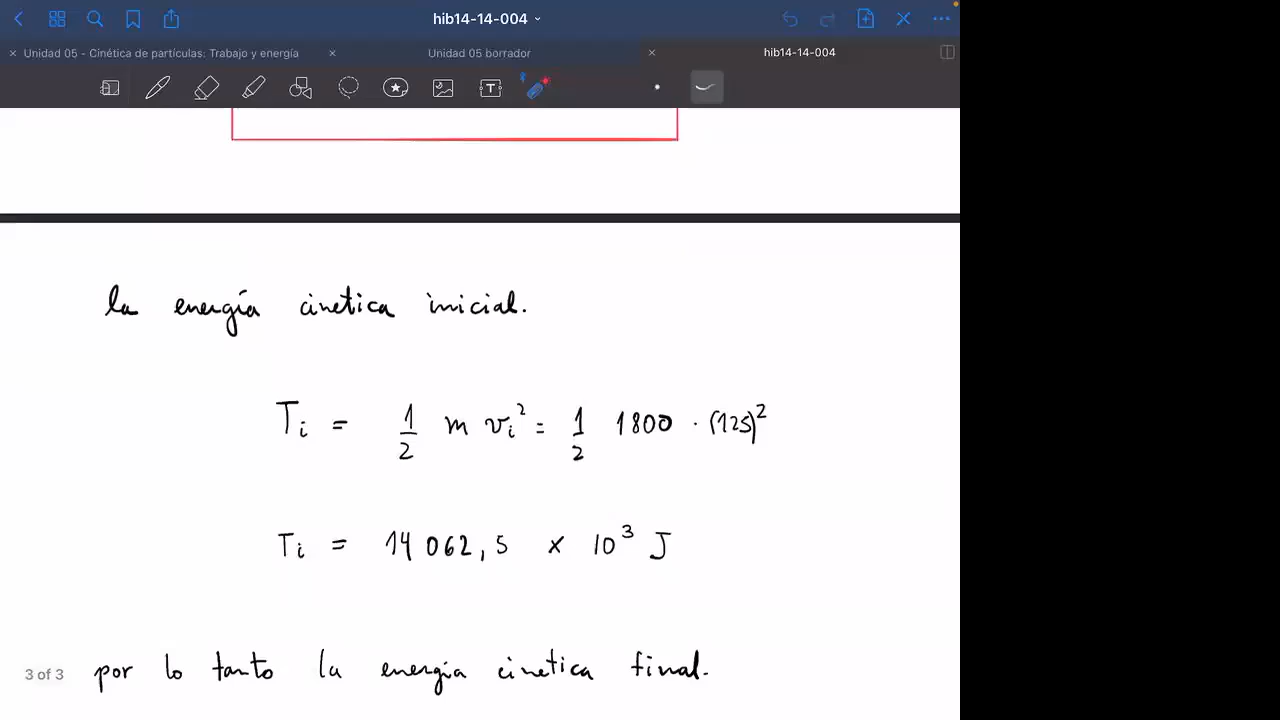 hib14-14-004
Unidad 05 - Cinética de partículas: Trabajo y energía
Unidad 05 borrador
hib14-14-004
la energía cinetica inicial.
Ti = 1/2 m vi² = 1/2 1800 · (125)²
Ti = 14 062,5 x 10³ J
3 of 3
por lo tanto la energia cinetica final.